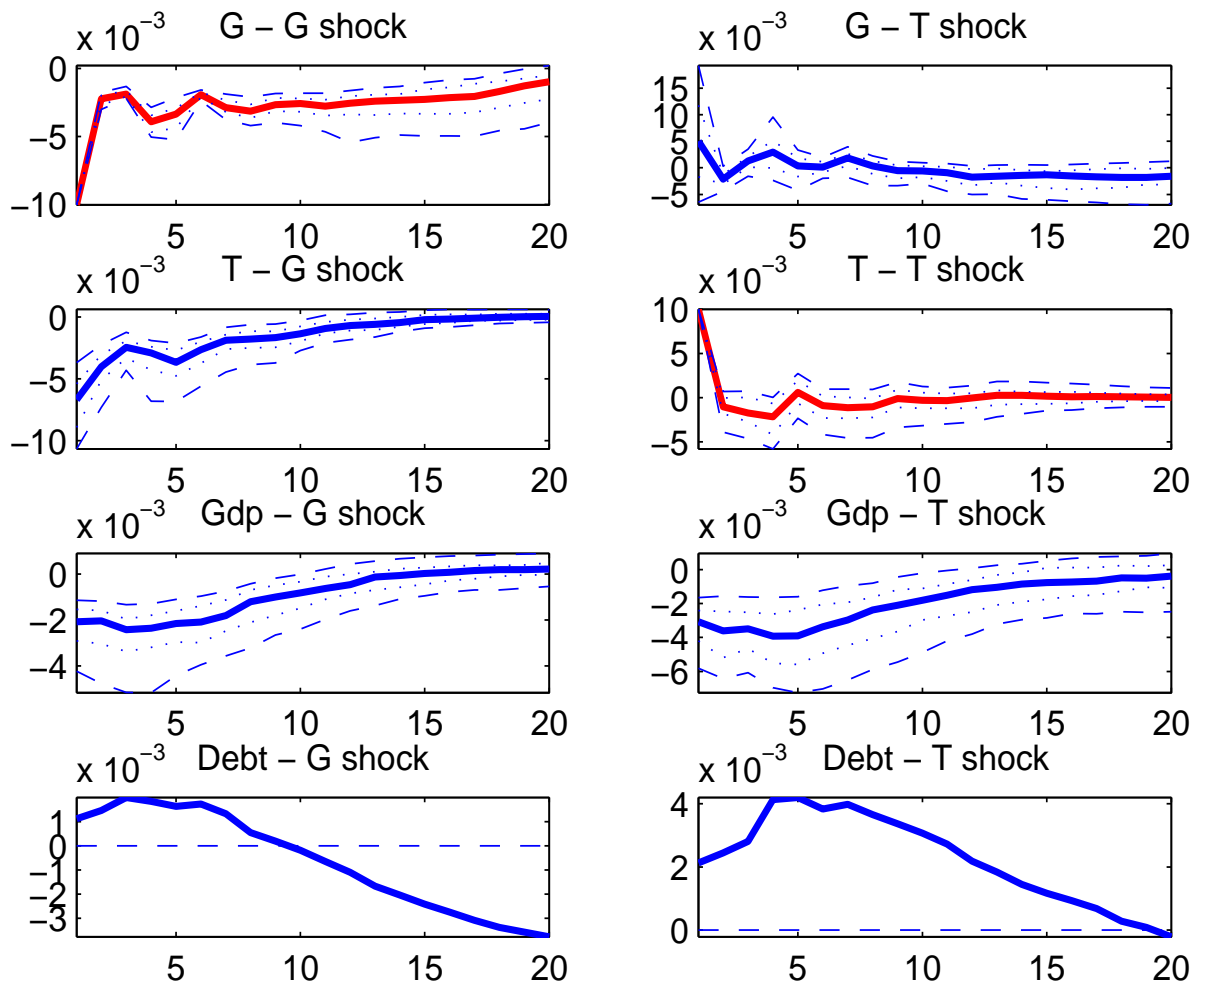 x 10⁻³ G – G shock
0
–5
–10
5 10 15 20
x 10⁻³ G – T shock
15
10
5
0
–5
5 10 15 20
x 10⁻³ T – G shock
0
–5
–10
5 10 15 20
x 10⁻³ T – T shock
10
5
0
–5
5 10 15 20
x 10⁻³ Gdp – G shock
0
–2
–4
5 10 15 20
x 10⁻³ Gdp – T shock
0
–2
–4
–6
5 10 15 20
x 10⁻³ Debt – G shock
1
0
–1
–2
–3
5 10 15 20
x 10⁻³ Debt – T shock
4
2
0
5 10 15 20